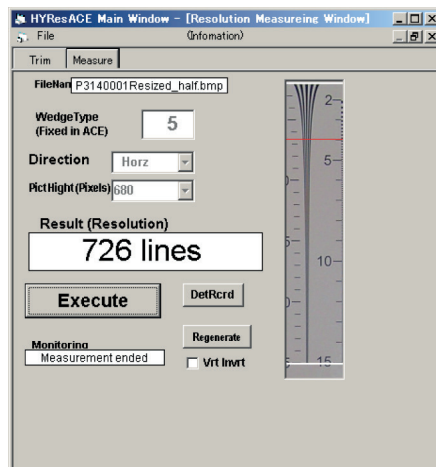 HYResACE Main Window - [Resolution Measureing Window]
File (Infomation)
Trim Measure
FileNan P3140001Resized_half.bmp
WedgeType
(Fixed in ACE)
5
Direction Horz
PictHight(Pixels) 680
Result (Resolution)
726 lines
Execute
DetRcrd
Regenerate
Monitoring
Measurement ended
Vrt Invrt
2
5
10
15